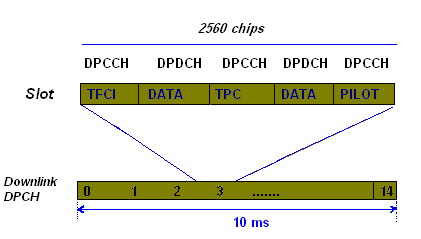 2560 chips
DPCCH DPDCH DPCCH DPDCH DPCCH
Slot TFCI DATA TPC DATA PILOT
Downlink
DPCH
0 1 2 3 ....... 14
10 ms